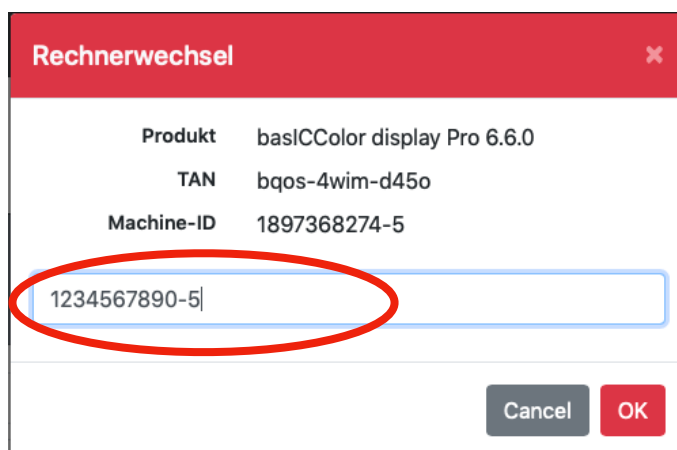 Rechnerwechsel ×
Produkt basICColor display Pro 6.6.0
TAN bqos-4wim-d45o
Machine-ID 1897368274-5
1234567890-5
Cancel OK